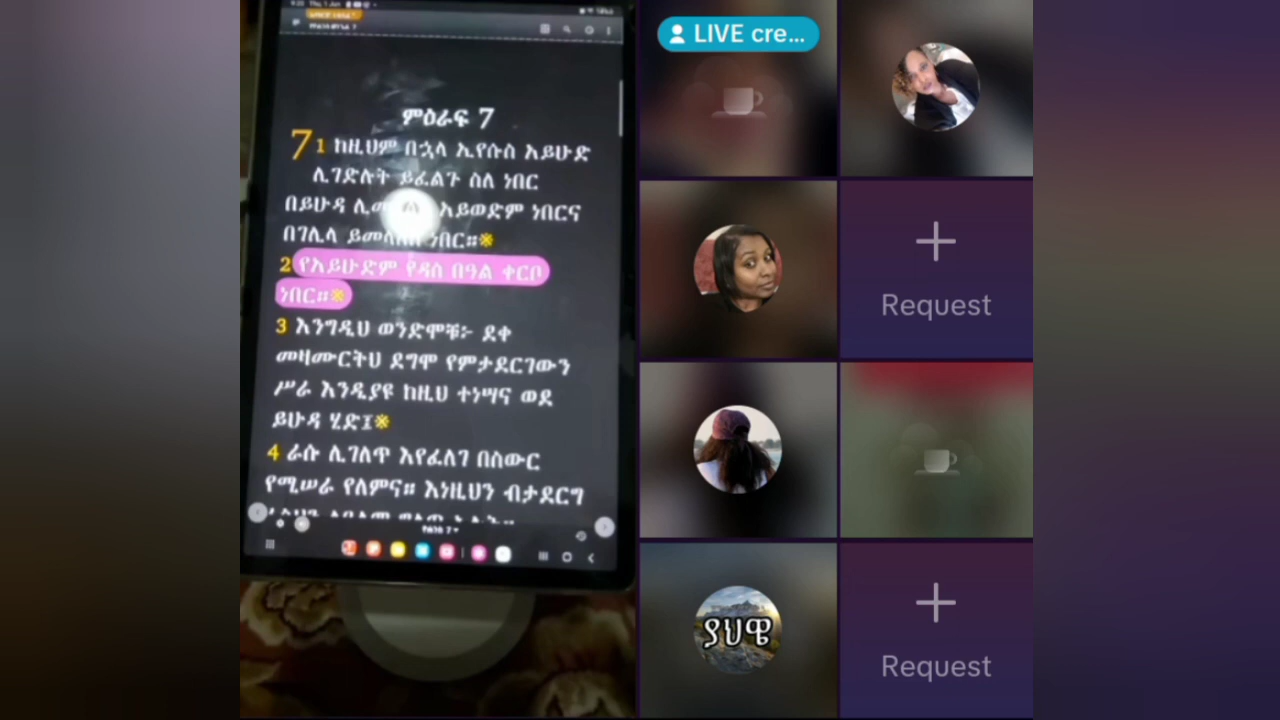 ምዕራፍ 7
7 1 ከዚህም በኋላ ኢየሱስ አይሁድ
ሊገድሉት ይፈልጉ ስለ ነበር
በይሁዳ አይወድም ነበርና
በገሊላ ነበር።※
2 የአይሁድም የዳስ በዓል ቀርቦ
ነበር።※
3 እንግዲህ ወንድሞቹ፦ ደቀ
መዛሙርትህ ደግሞ የምታደርገውን
ሥራ እንዲያዩ ከዚህ ተነሣና ወደ
ይሁዳ ሂድ፤※
4 ራሱ ሊገለጥ እየፈለገ በስውር
የሚሠራ የለምና። እነዚህን ብታደርግ
LIVE cre...
Request
ያህዌ
Request